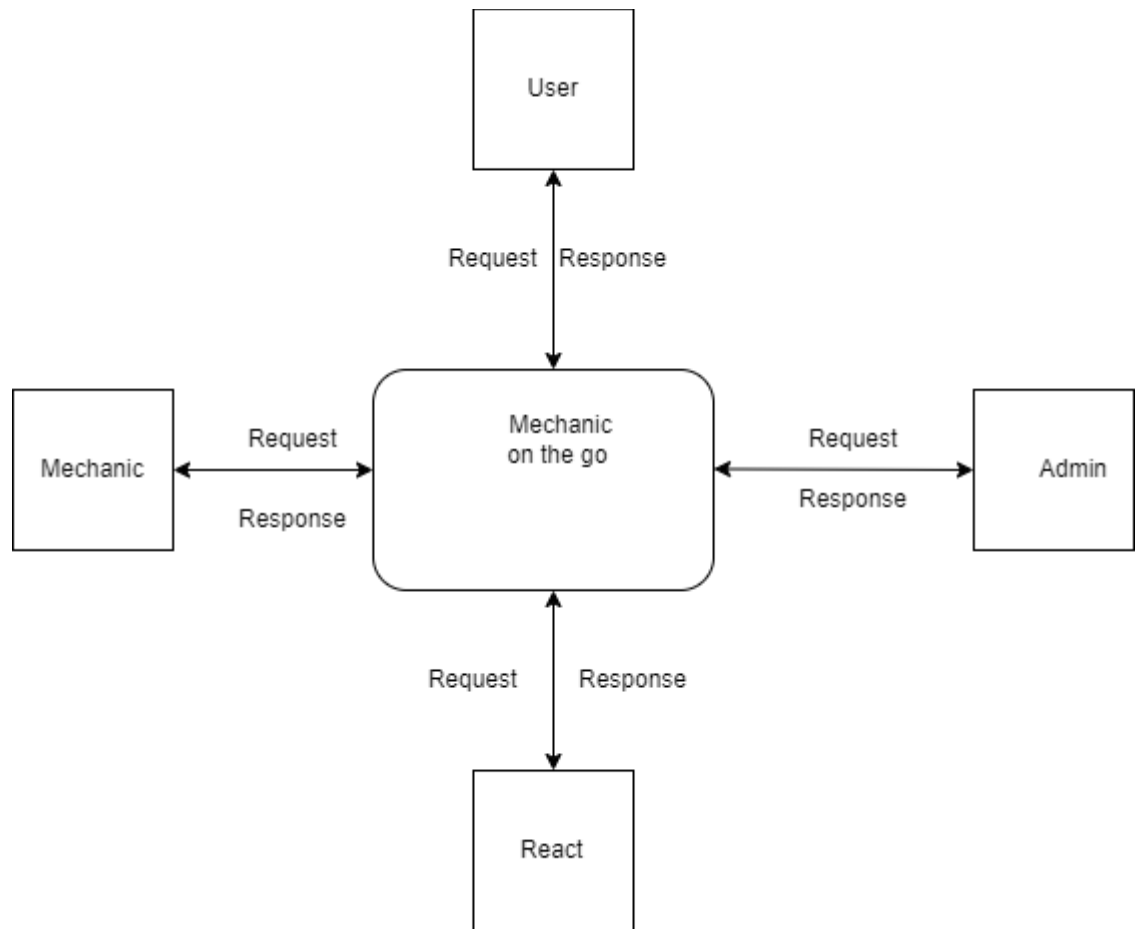 User
Request Response
Mechanic
on the go
Request
Mechanic
Response
Request
Admin
Response
Request Response
React